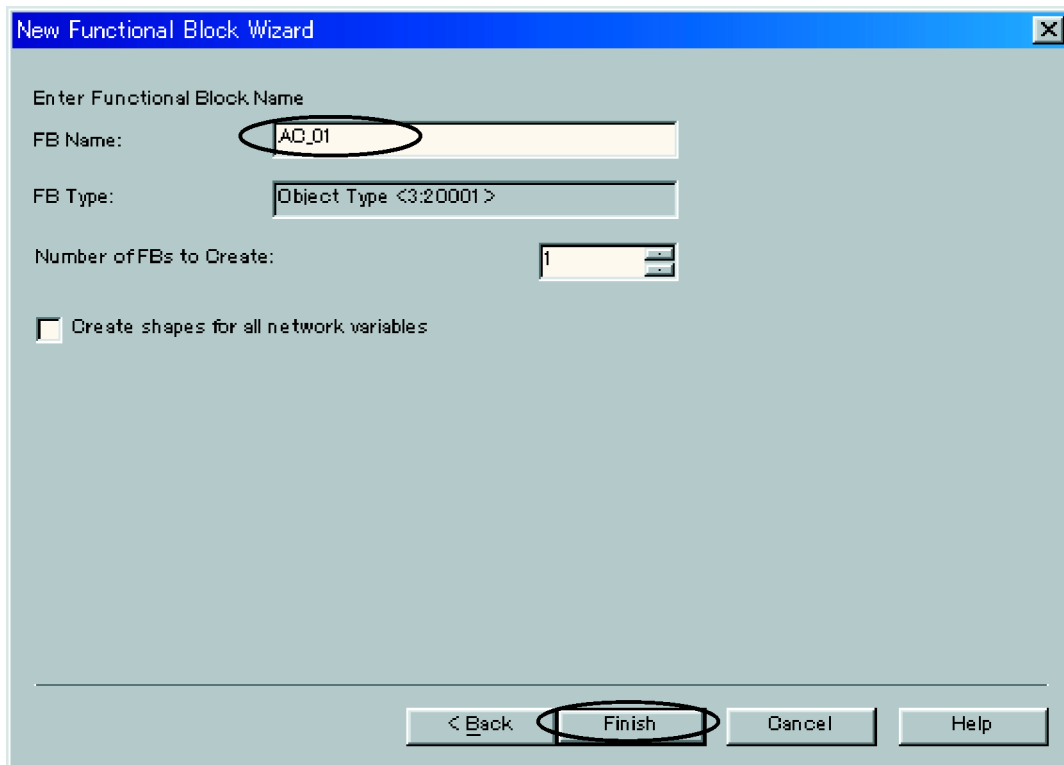 New Functional Block Wizard
Enter Functional Block Name
FB Name: AC_01
FB Type: Object Type <3:20001>
Number of FBs to Create: 1
Create shapes for all network variables
< Back Finish Cancel Help